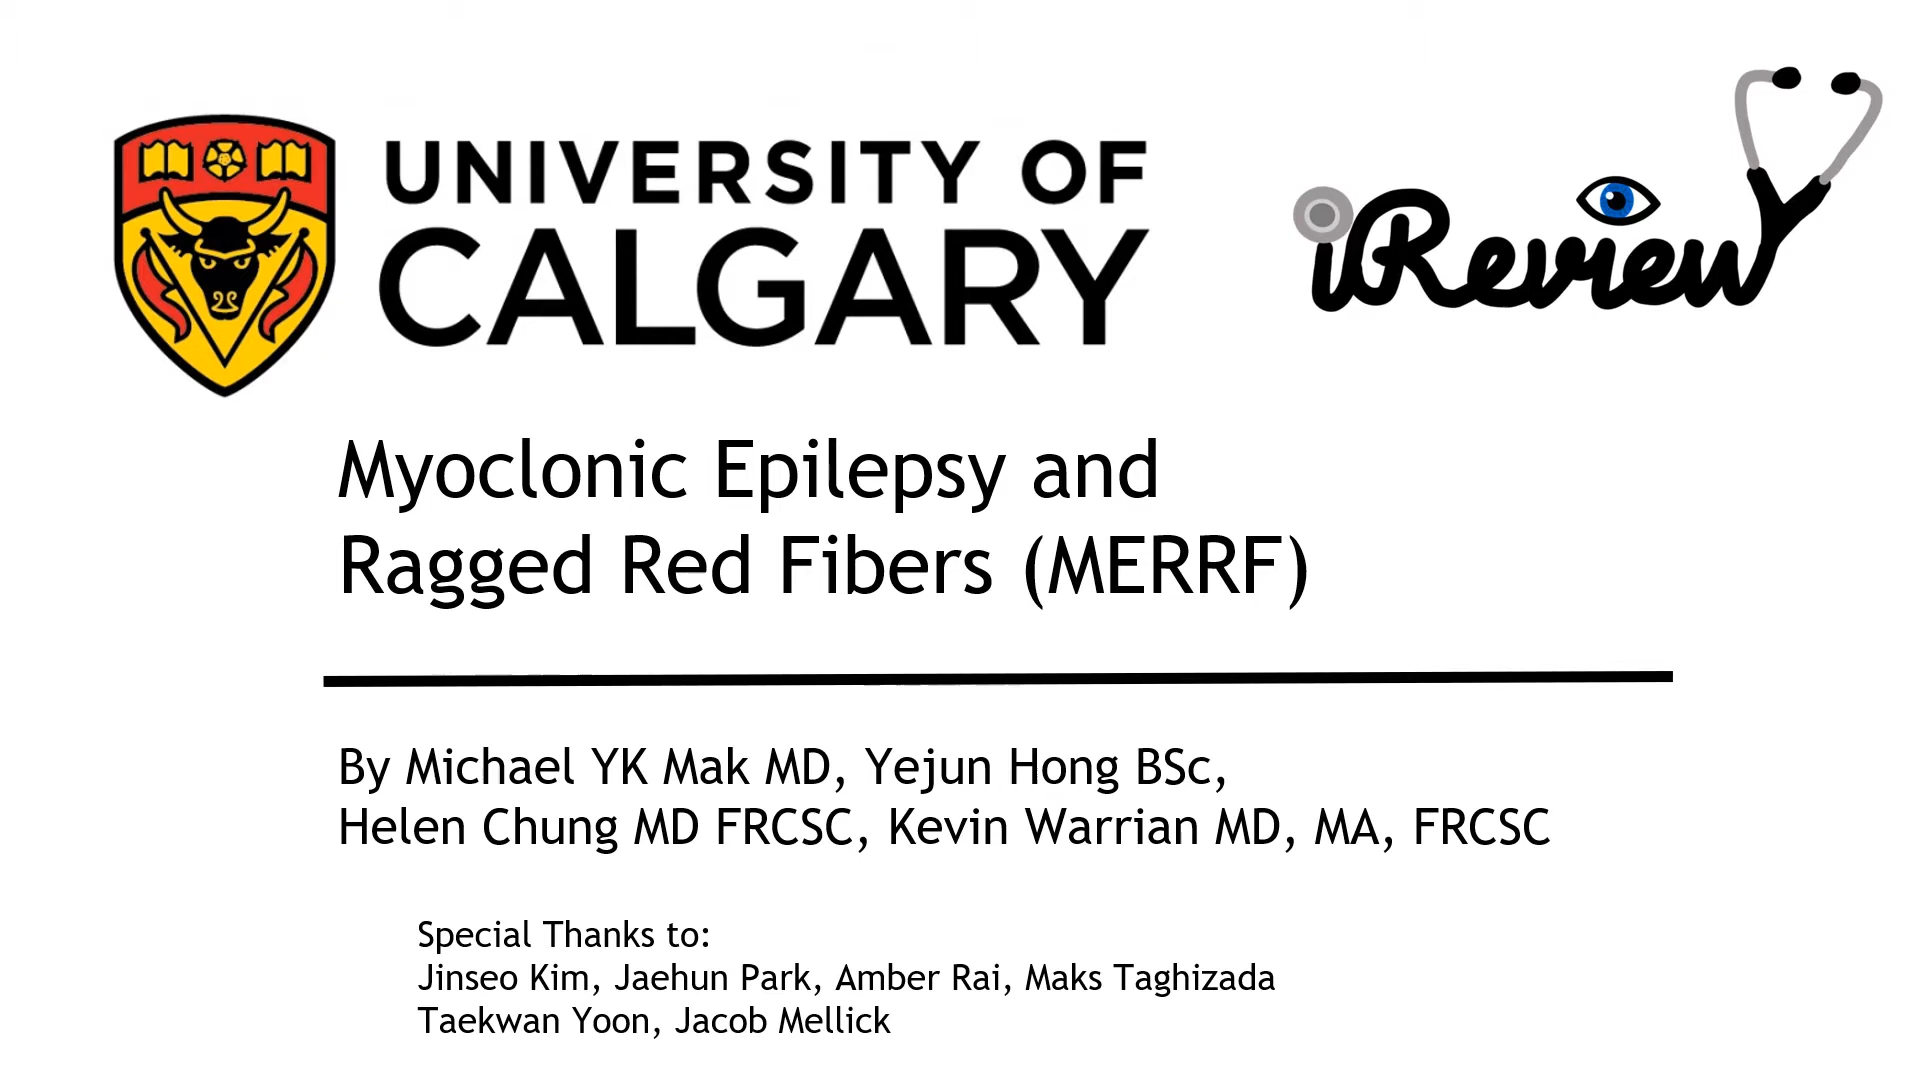 UNIVERSITY OF
CALGARY
iReview
Myoclonic Epilepsy and
Ragged Red Fibers (MERRF)
By Michael YK Mak MD, Yejun Hong BSc,
Helen Chung MD FRCSC, Kevin Warrian MD, MA, FRCSC
Special Thanks to:
Jinseo Kim, Jaehun Park, Amber Rai, Maks Taghizada
Taekwan Yoon, Jacob Mellick